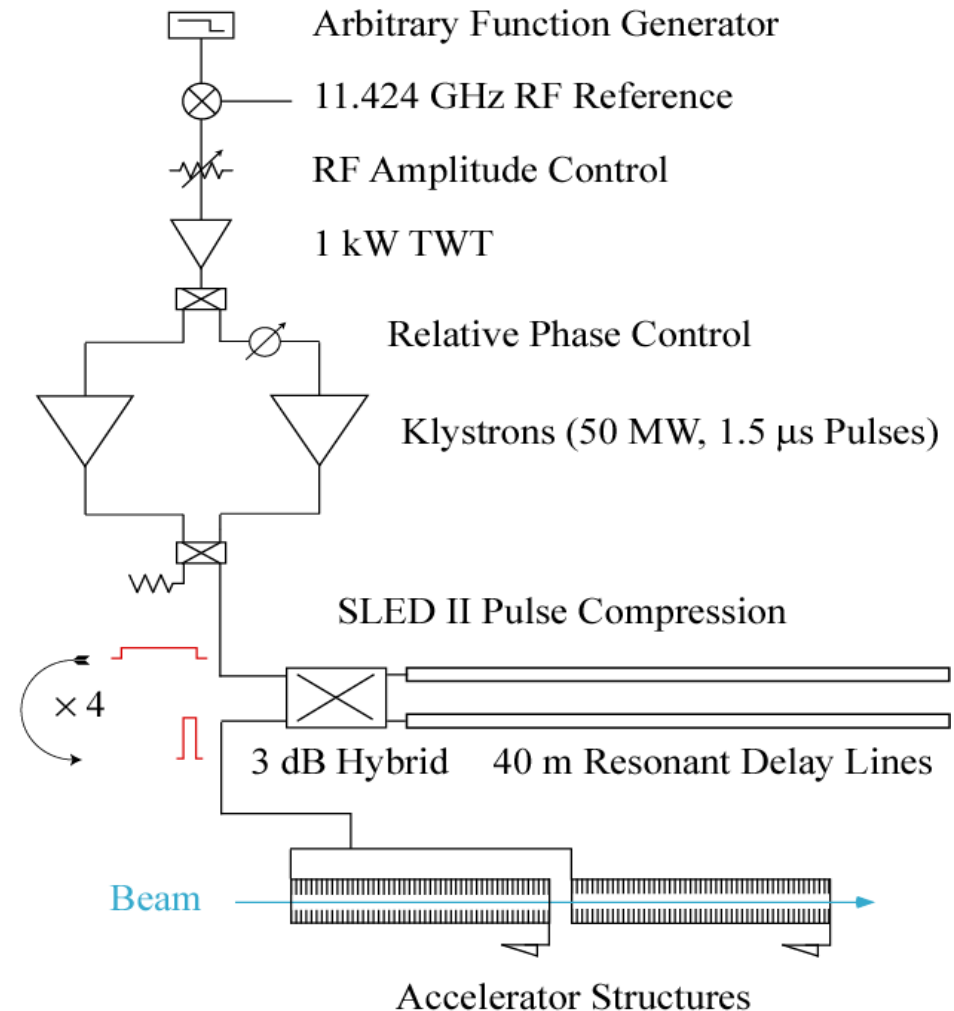 Arbitrary Function Generator
11.424 GHz RF Reference
RF Amplitude Control
1 kW TWT
Relative Phase Control
Klystrons (50 MW, 1.5 μs Pulses)
SLED II Pulse Compression
× 4
3 dB Hybrid
40 m Resonant Delay Lines
Beam
Accelerator Structures